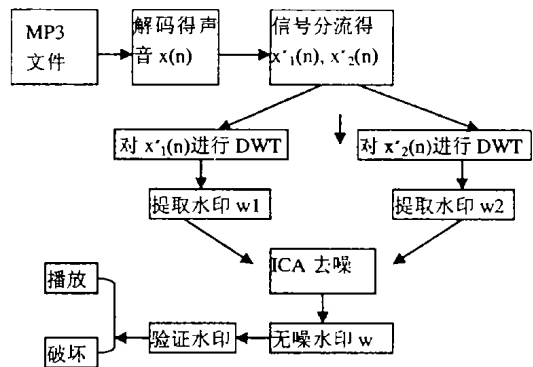 MP3
文件
解码得声
音 x(n)
信号分流得
x'₁(n), x'₂(n)
对 x'₁(n)进行 DWT
对 x'₂(n)进行 DWT
提取水印 w1
提取水印 w2
ICA 去噪
播放
破坏
验证水印
无噪水印 w